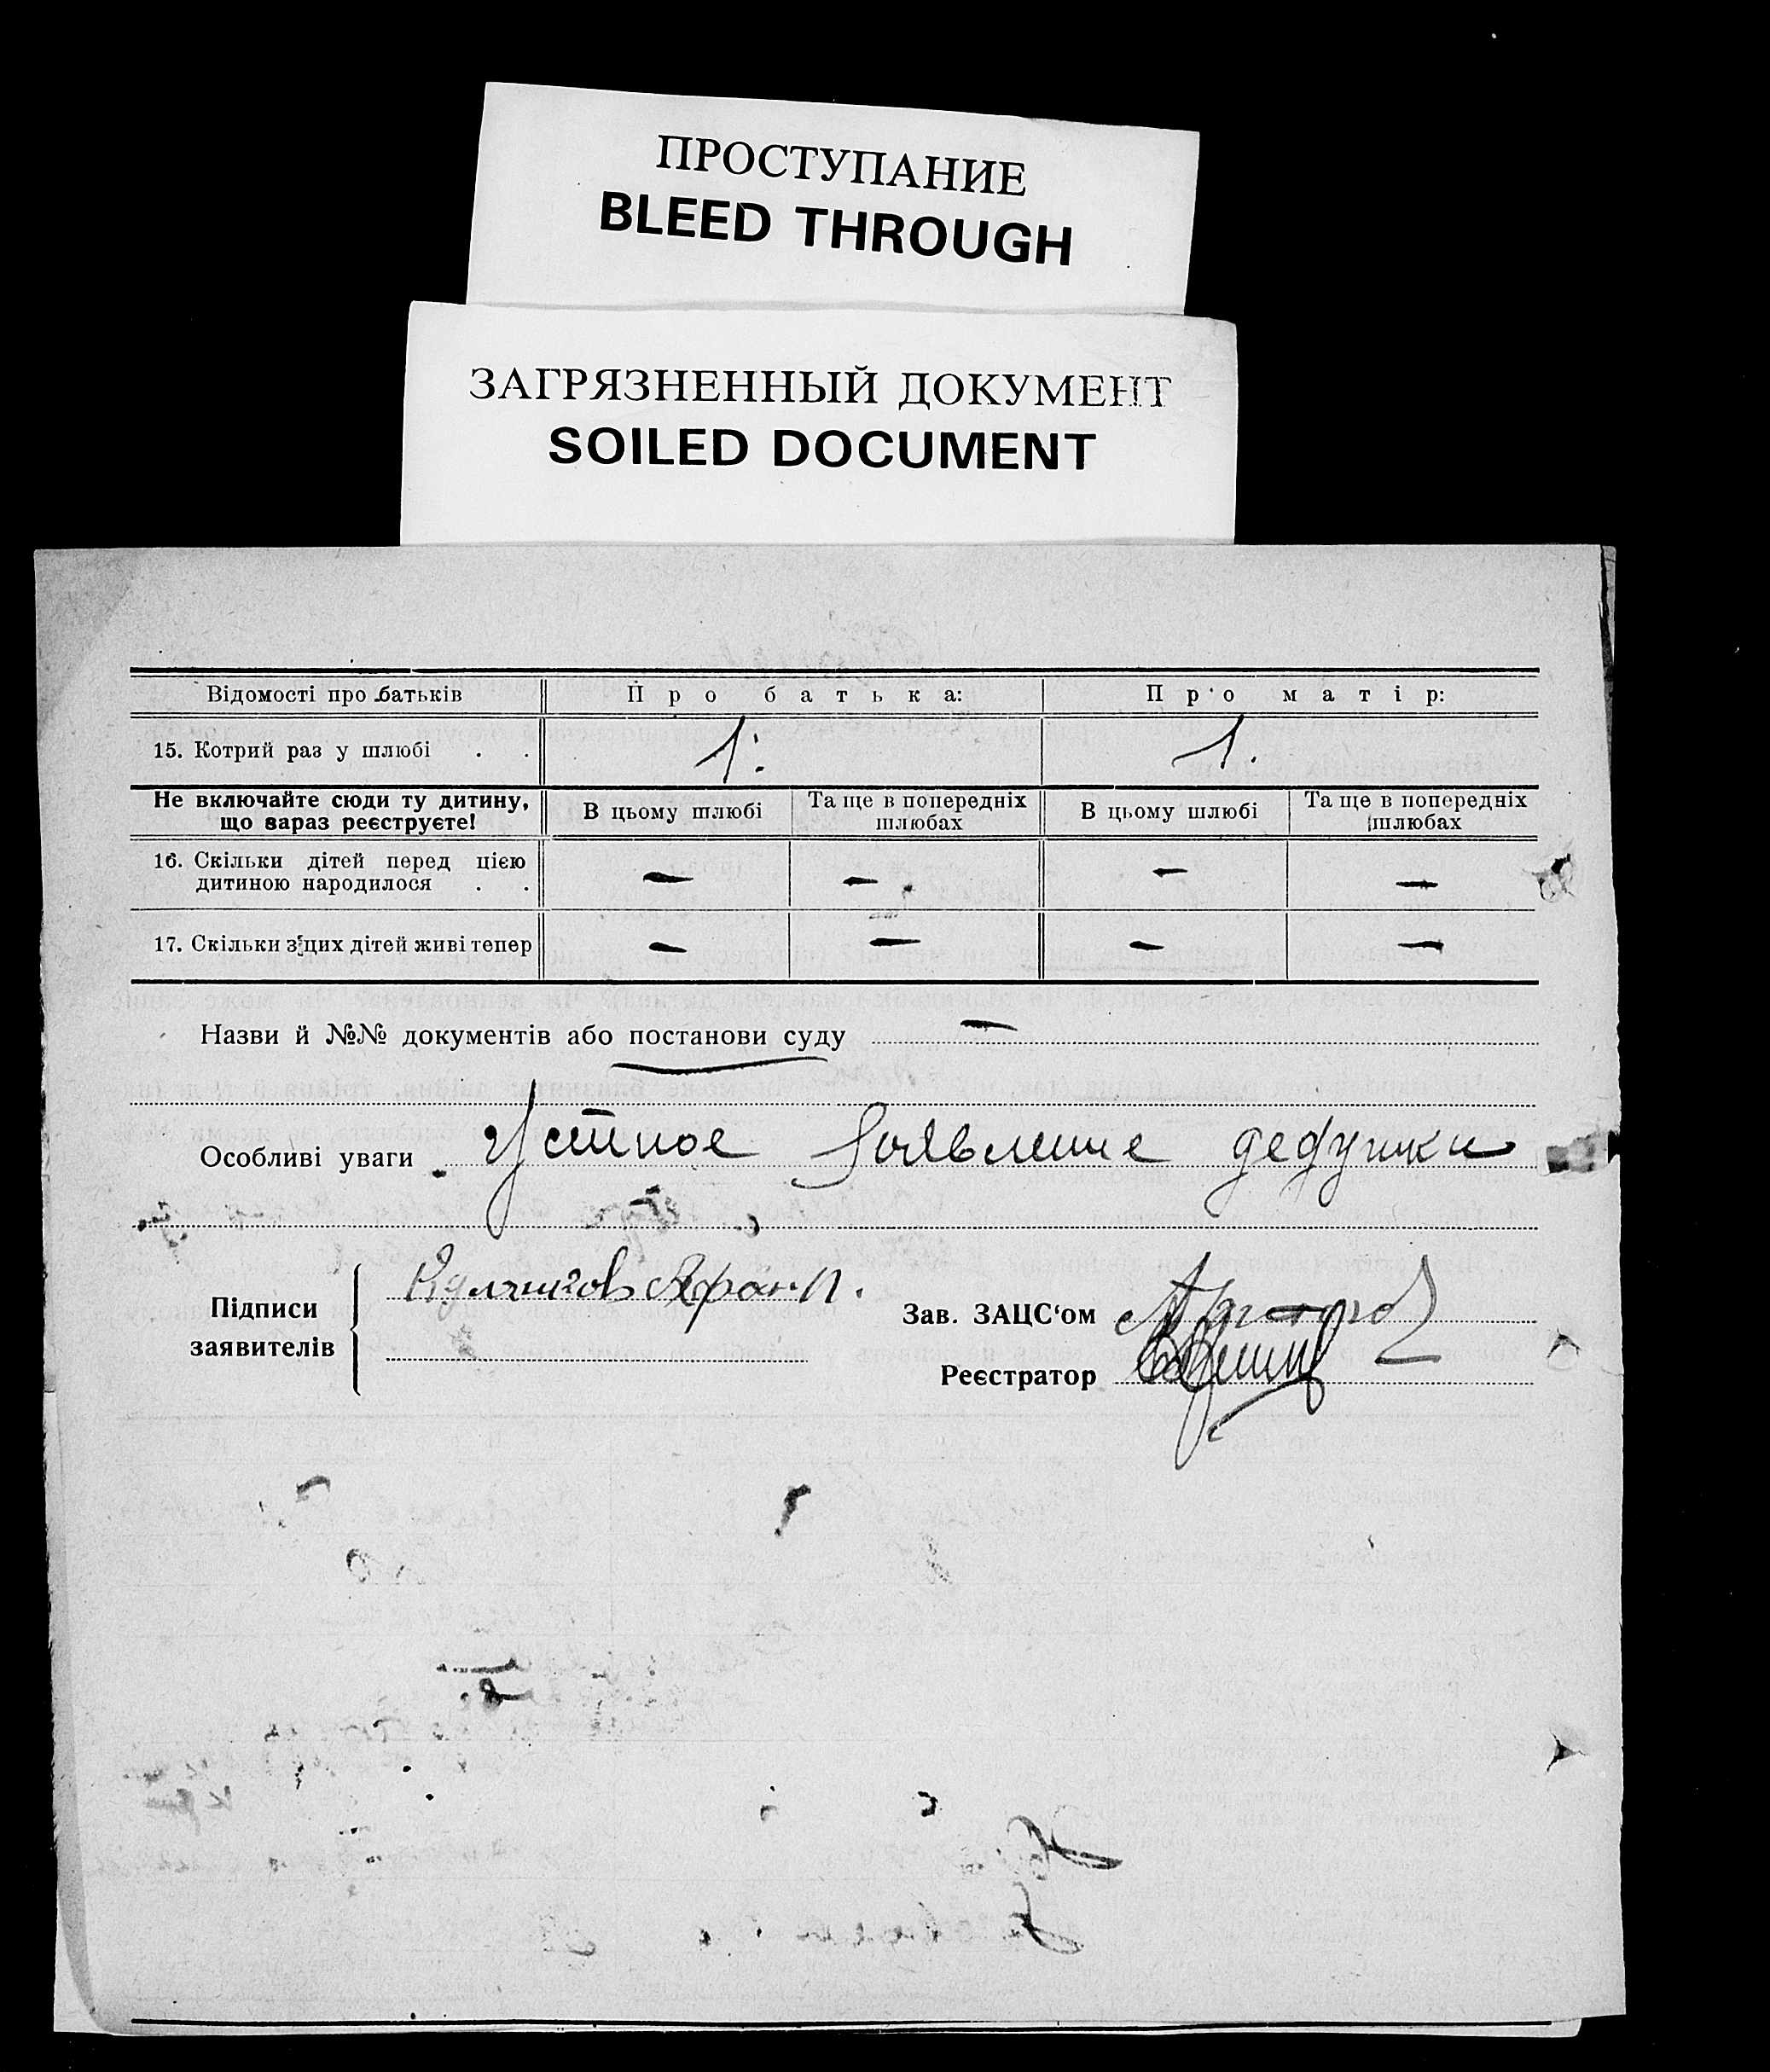 ПРОСТУПАНИЕ
BLEED THROUGH
ЗАГРЯЗНЕННЫЙ ДОКУМЕНТ
SOILED DOCUMENT
Відомості про батьків Про батька: Про матір:
15. Котрий раз у шлюбі . . 1. 1.
Не включайте сюди ту дитину, що зараз реєструєте! В цьому шлюбі Та ще в попередніх шлюбах В цьому шлюбі Та ще в попередніх шлюбах
16. Скільки дітей перед цією
дитиною народилося . . — — — —
17. Скільки з цих дітей живі тепер — — — —
Назви й №№ документів або постанови суду —
Особливі уваги Устное Заявление дедушки
Підписи
заявителів
Зав. ЗАЦС'ом
Реєстратор